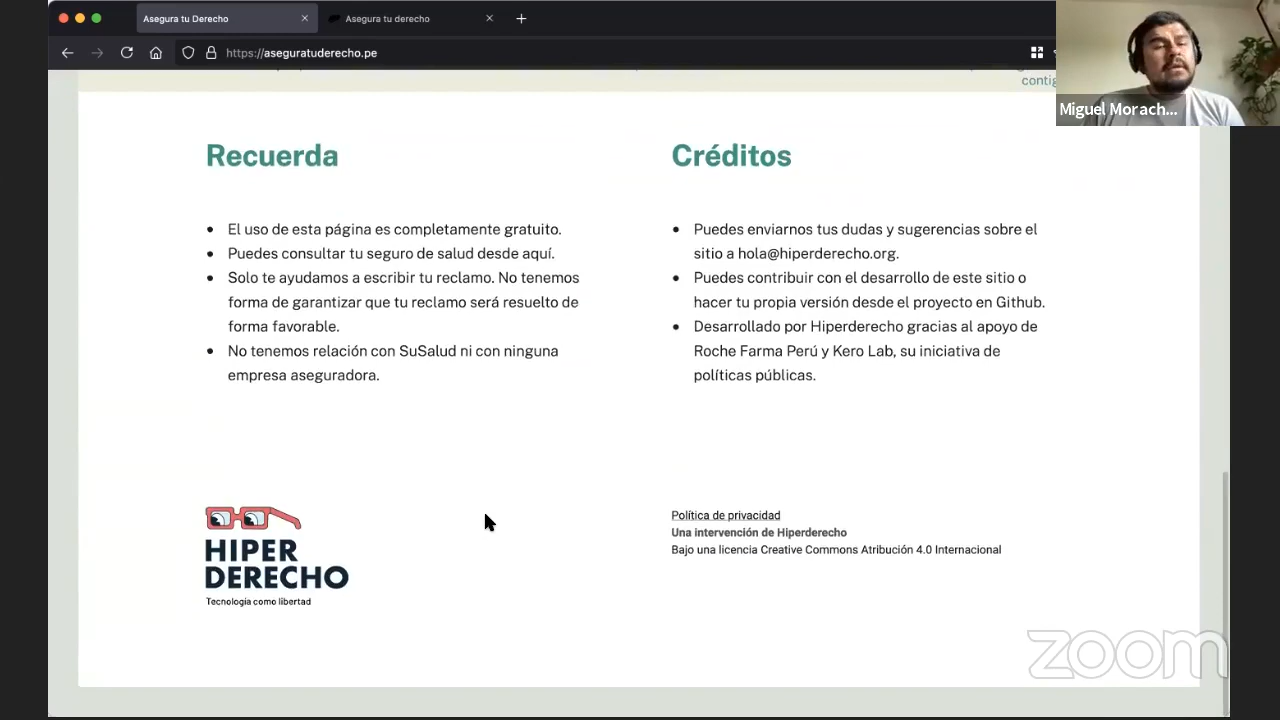 Asegura tu Derecho
Asegura tu derecho
https://aseguratuderecho.pe
Miguel Morach...
Recuerda
El uso de esta página es completamente gratuito.
Puedes consultar tu seguro de salud desde aquí.
Solo te ayudamos a escribir tu reclamo. No tenemos
forma de garantizar que tu reclamo será resuelto de
forma favorable.
No tenemos relación con SuSalud ni con ninguna
empresa aseguradora.
Créditos
Puedes enviarnos tus dudas y sugerencias sobre el
sitio a hola@hiperderecho.org.
Puedes contribuir con el desarrollo de este sitio o
hacer tu propia versión desde el proyecto en Github.
Desarrollado por Hiperderecho gracias al apoyo de
Roche Farma Perú y Kero Lab, su iniciativa de
políticas públicas.
HIPER
DERECHO
Tecnología como libertad
Política de privacidad
Una intervención de Hiperderecho
Bajo una licencia Creative Commons Atribución 4.0 Internacional
zoom